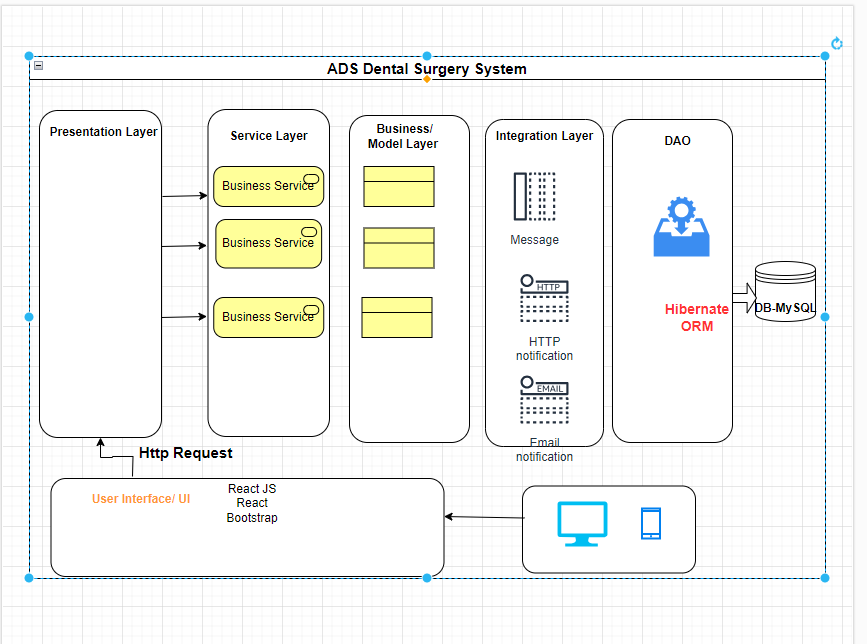 ADS Dental Surgery System
Presentation Layer
Service Layer
Business Service
Business Service
Business Service
Business/
Model Layer
Integration Layer
Message
HTTP
HTTP
notification
EMAIL
Email
notification
DAO
Hibernate
ORM
DB-MySQL
Http Request
User Interface/ UI
React JS
React
Bootstrap